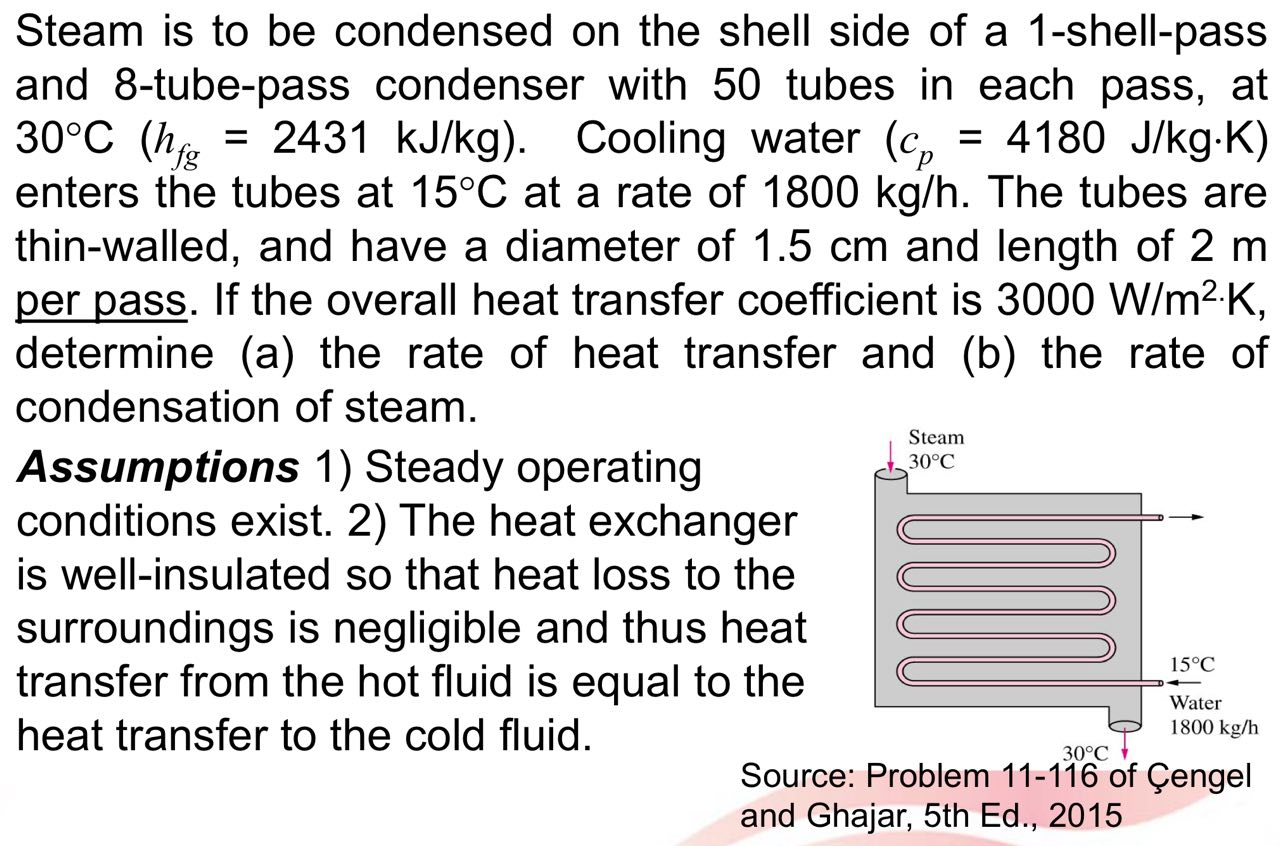 Steam is to be condensed on the shell side of a 1-shell-pass
and 8-tube-pass condenser with 50 tubes in each pass, at
30°C (hfg = 2431 kJ/kg). Cooling water (cp = 4180 J/kg·K)
enters the tubes at 15°C at a rate of 1800 kg/h. The tubes are
thin-walled, and have a diameter of 1.5 cm and length of 2 m
per pass. If the overall heat transfer coefficient is 3000 W/m²·K,
determine (a) the rate of heat transfer and (b) the rate of
condensation of steam.
Assumptions 1) Steady operating
conditions exist. 2) The heat exchanger
is well-insulated so that heat loss to the
surroundings is negligible and thus heat
transfer from the hot fluid is equal to the
heat transfer to the cold fluid.
Steam
30°C
15°C
Water
1800 kg/h
30°C
Source: Problem 11-116 of Çengel
and Ghajar, 5th Ed., 2015